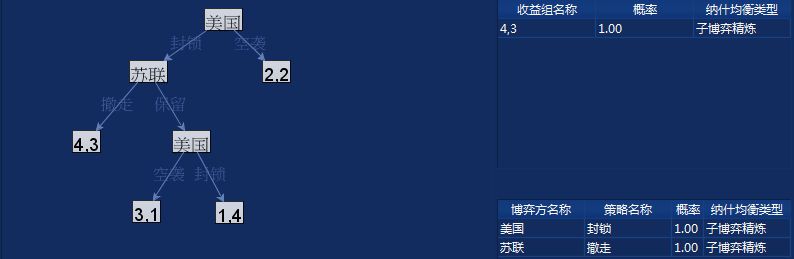 美国
封锁 空袭
苏联 2,2
撤走 保留
4,3 美国
空袭 封锁
3,1 1,4
收益组名称 概率 纳什均衡类型
4,3 1.00 子博弈精炼
博弈方名称 策略名称 概率 纳什均衡类型
美国 封锁 1.00 子博弈精炼
苏联 撤走 1.00 子博弈精炼